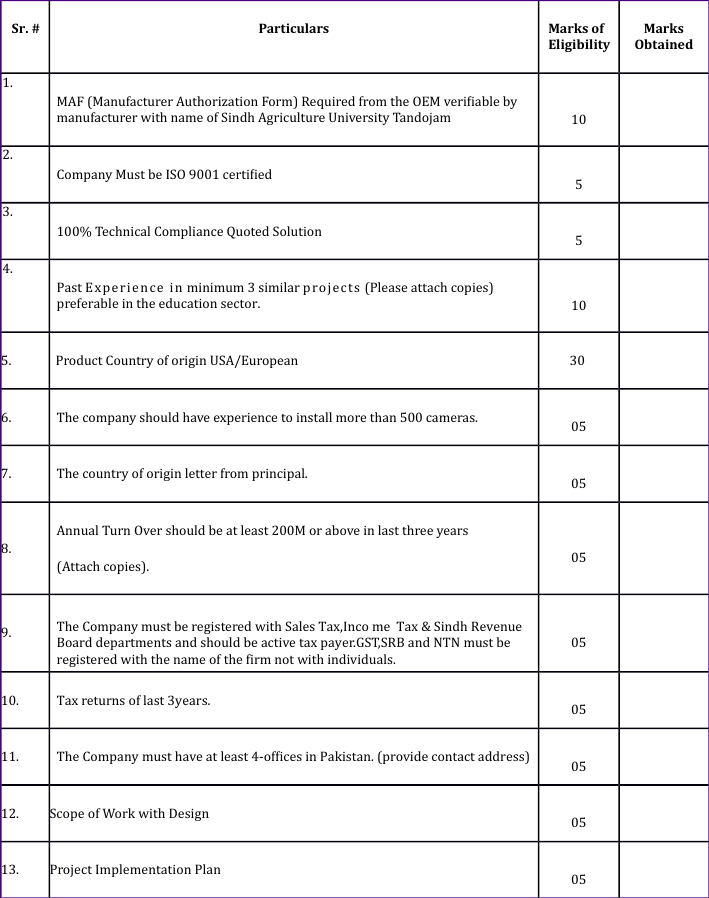 Sr. # Particulars Marks of Eligibility Marks Obtained
1.
MAF (Manufacturer Authorization Form) Required from the OEM verifiable by
manufacturer with name of Sindh Agriculture University Tandojam
10
2.
Company Must be ISO 9001 certified
5
3.
100% Technical Compliance Quoted Solution
5
4.
Past Experience in minimum 3 similar projects (Please attach copies)
preferable in the education sector.
10
5. Product Country of origin USA/European 30
6. The company should have experience to install more than 500 cameras.
05
7. The country of origin letter from principal.
05
Annual Turn Over should be at least 200M or above in last three years
8.
(Attach copies).
05
9. The Company must be registered with Sales Tax,Inco me Tax & Sindh Revenue
Board departments and should be active tax payer.GST,SRB and NTN must be
registered with the name of the firm not with individuals.
05
10. Tax returns of last 3years.
05
11. The Company must have at least 4-offices in Pakistan. (provide contact address)
05
12. Scope of Work with Design
05
13. Project Implementation Plan
05